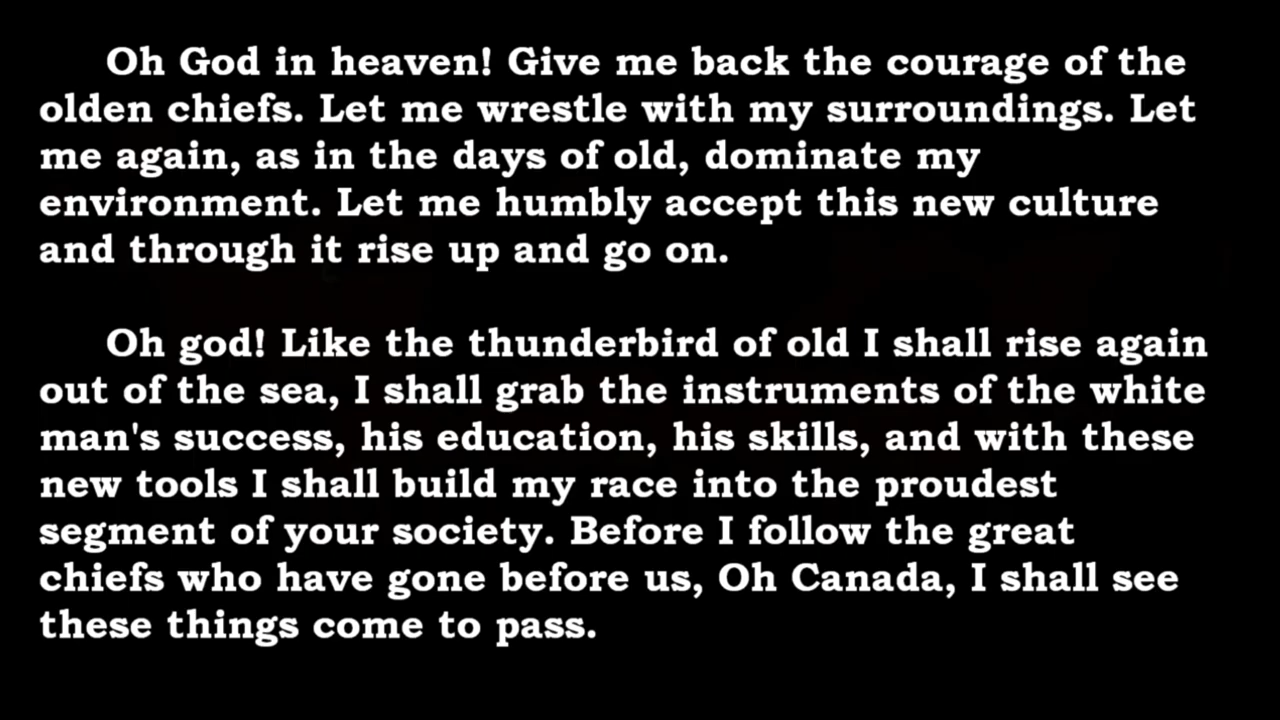 Oh God in heaven! Give me back the courage of the
olden chiefs. Let me wrestle with my surroundings. Let
me again, as in the days of old, dominate my
environment. Let me humbly accept this new culture
and through it rise up and go on.
Oh god! Like the thunderbird of old I shall rise again
out of the sea, I shall grab the instruments of the white
man's success, his education, his skills, and with these
new tools I shall build my race into the proudest
segment of your society. Before I follow the great
chiefs who have gone before us, Oh Canada, I shall see
these things come to pass.